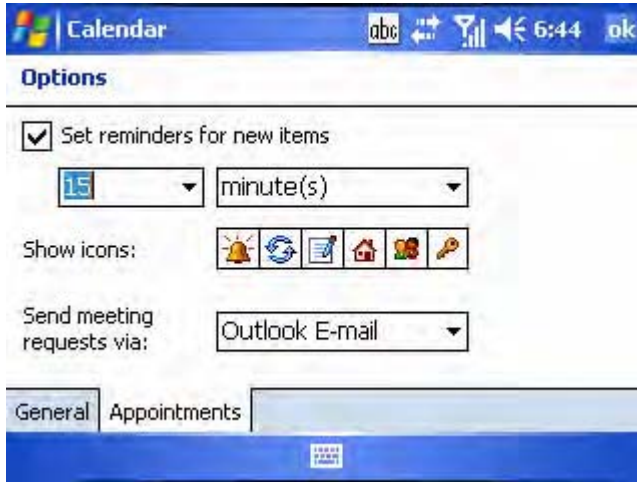 Calendar abc 6:44 ok
Options
Set reminders for new items
15 minute(s)
Show icons:
Send meeting
requests via:
Outlook E-mail
General Appointments